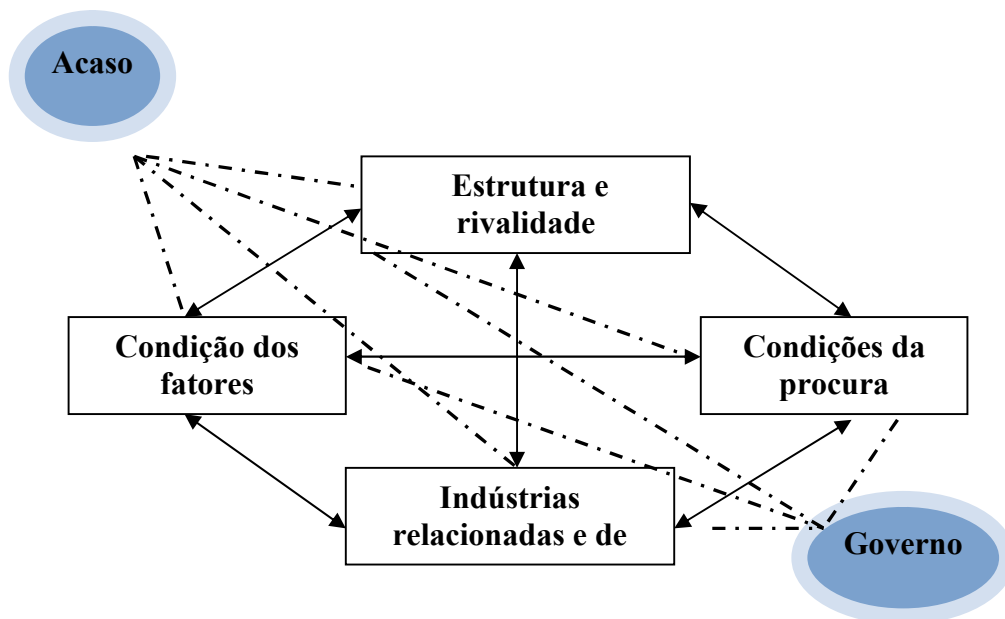 Acaso
Estrutura e
rivalidade
Condição dos
fatores
Condições da
procura
Indústrias
relacionadas e de
Governo